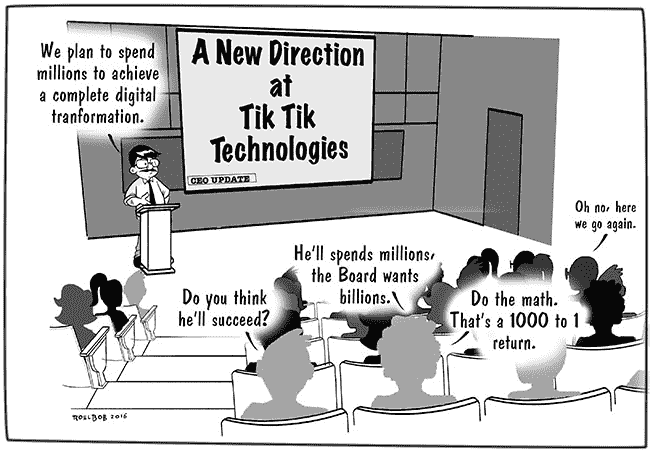 We plan to spend
millions to achieve
a complete digital
tranformation.
A New Direction
at
Tik Tik
Technologies
CEO UPDATE
Oh no, here
we go again.
He'll spends millions,
the Board wants
billions.
Do you think
he'll succeed?
Do the math.
That's a 1000 to 1
return.
ROELBOB 2016